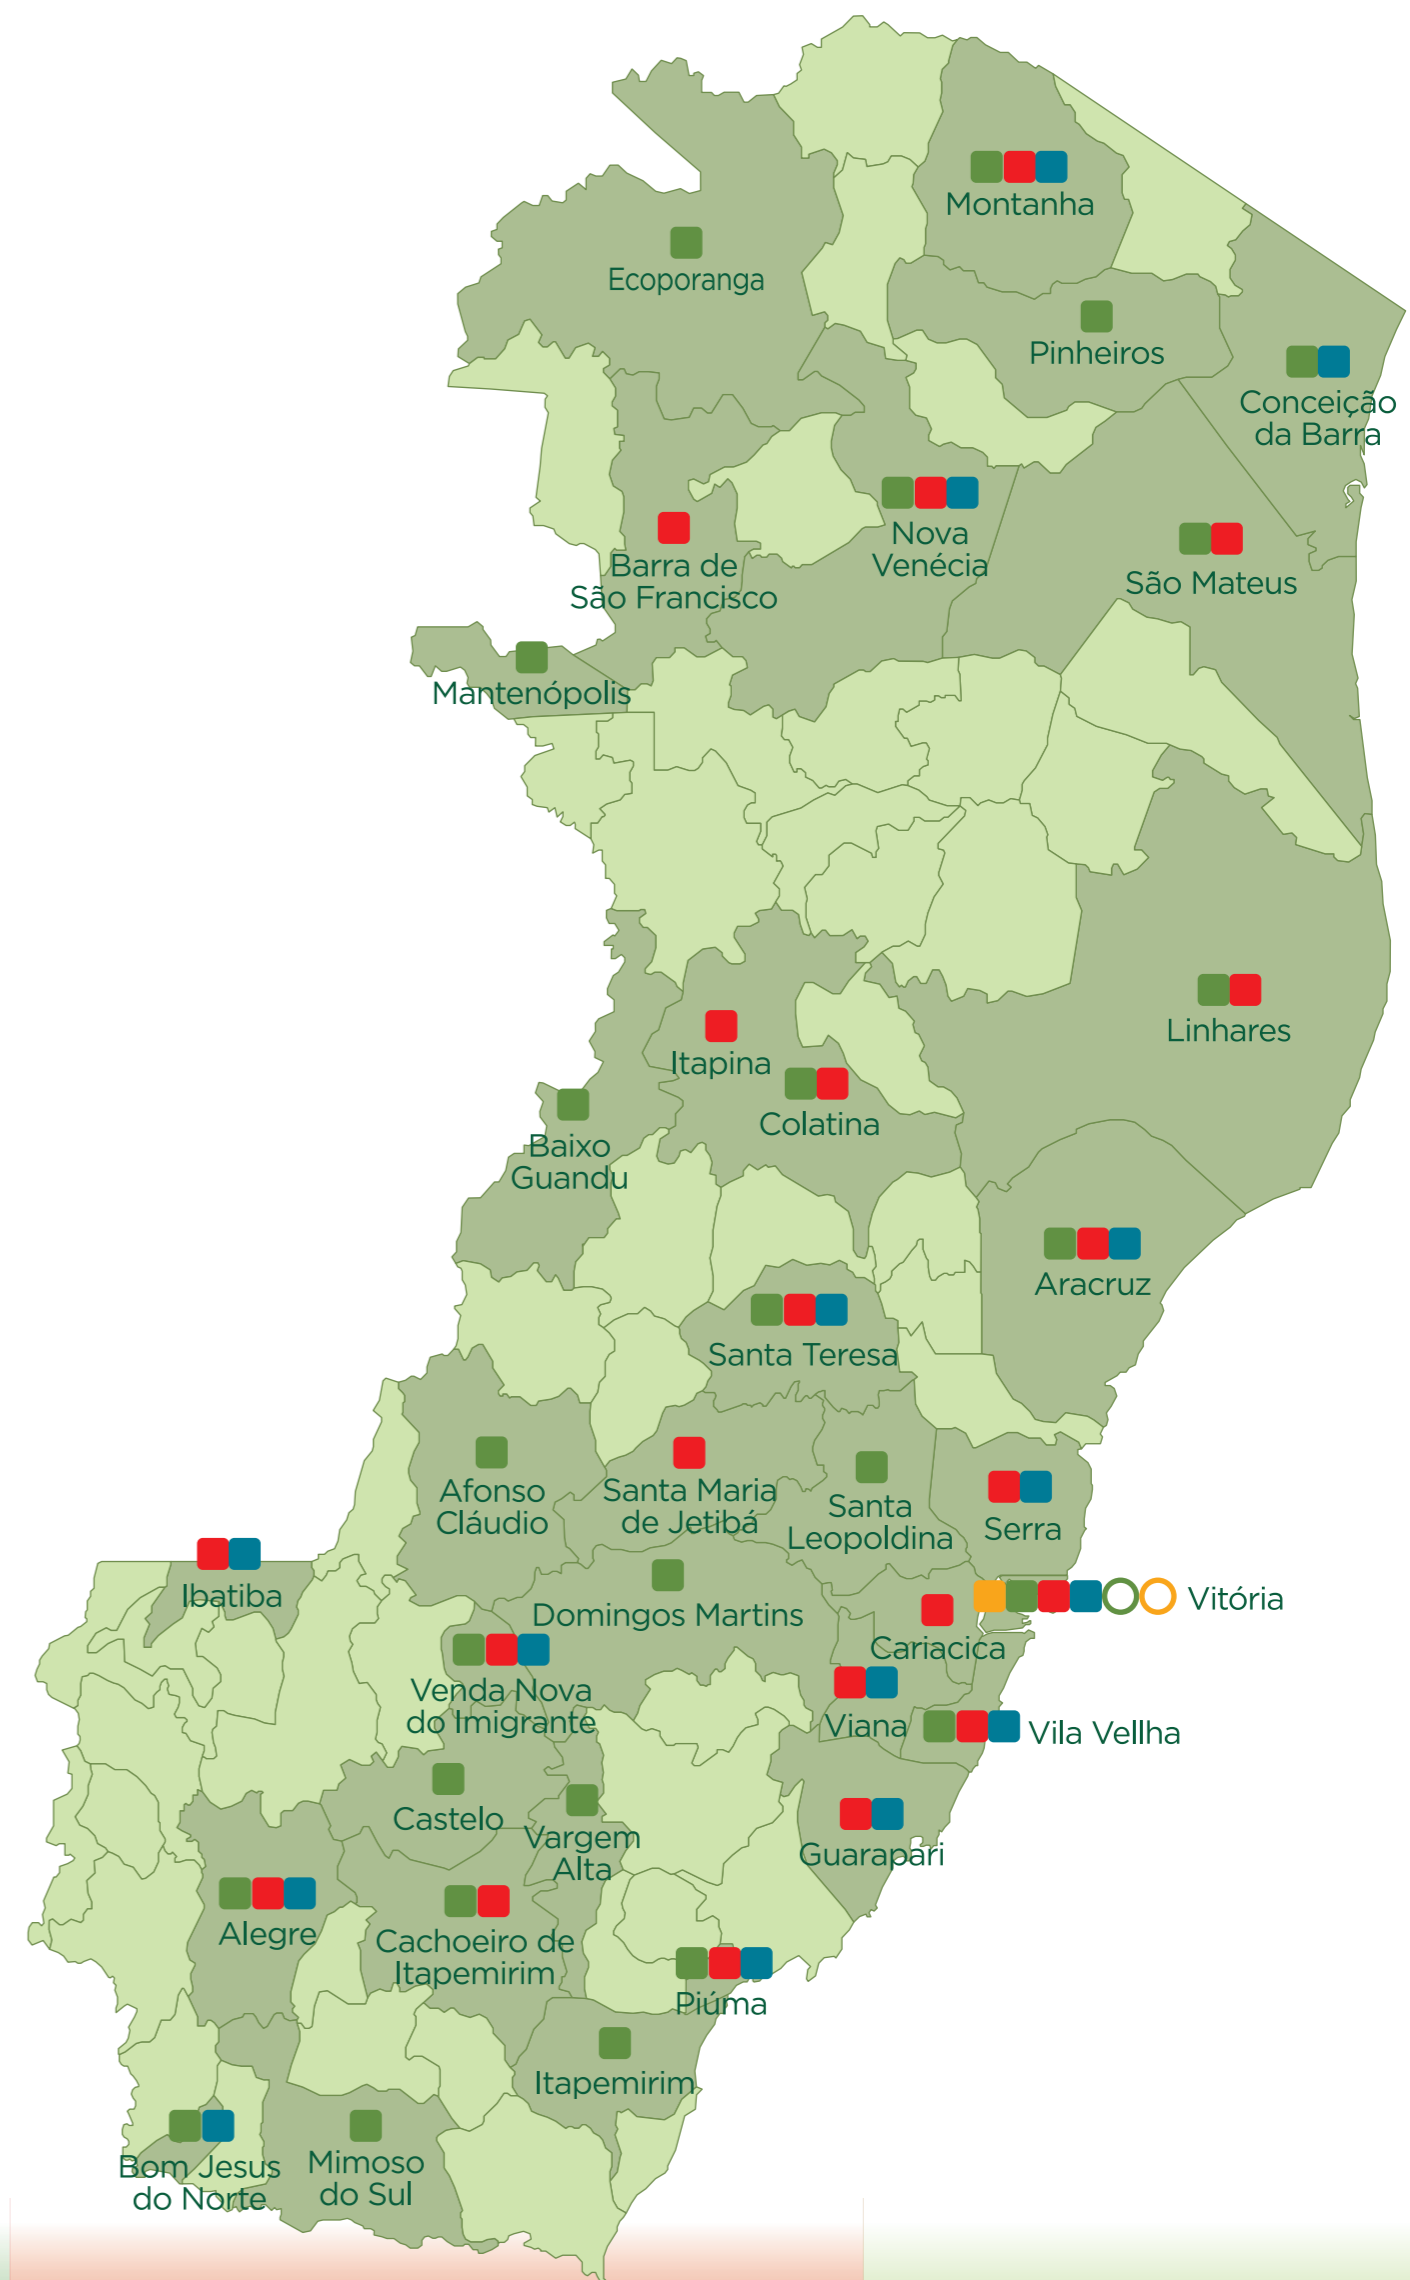 Montanha
Ecoporanga
Pinheiros
Conceição
da Barra
Nova
Venécia
Barra de
São Francisco
São Mateus
Mantenópolis
Linhares
Itapina
Colatina
Baixo
Guandu
Aracruz
Santa Teresa
Afonso
Cláudio
Santa Maria
de Jetibá
Santa
Leopoldina
Serra
Ibatiba
Domingos Martins
Vitória
Cariacica
Venda Nova
do Imigrante
Viana
Vila Vellha
Castelo
Vargem
Alta
Guarapari
Alegre
Cachoeiro de
Itapemirim
Piúma
Itapemirim
Bom Jesus
do Norte
Mimoso
do Sul